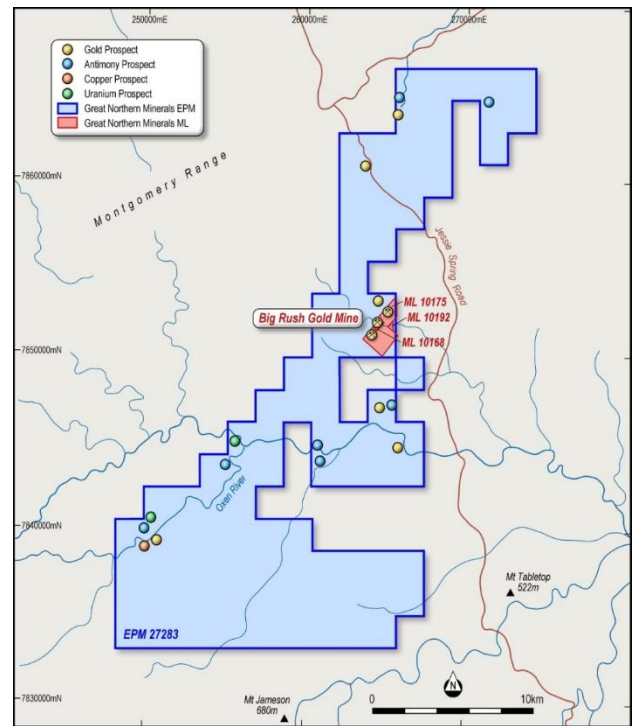 250000mE
260000mE
270000mE
Gold Prospect
Antimony Prospect
Copper Prospect
Uranium Prospect
Great Northern Minerals EPM
Great Northern Minerals ML
7860000mN
Montgomery Range
Jessie Spring Road
ML 10175
Big Rush Gold Mine
ML 10192
ML 10168
7850000mN
Oxen River
7840000mN
Mt Tabletop
522m
EPM 27283
N
7830000mN
Mt Jameson
680m
0
10km